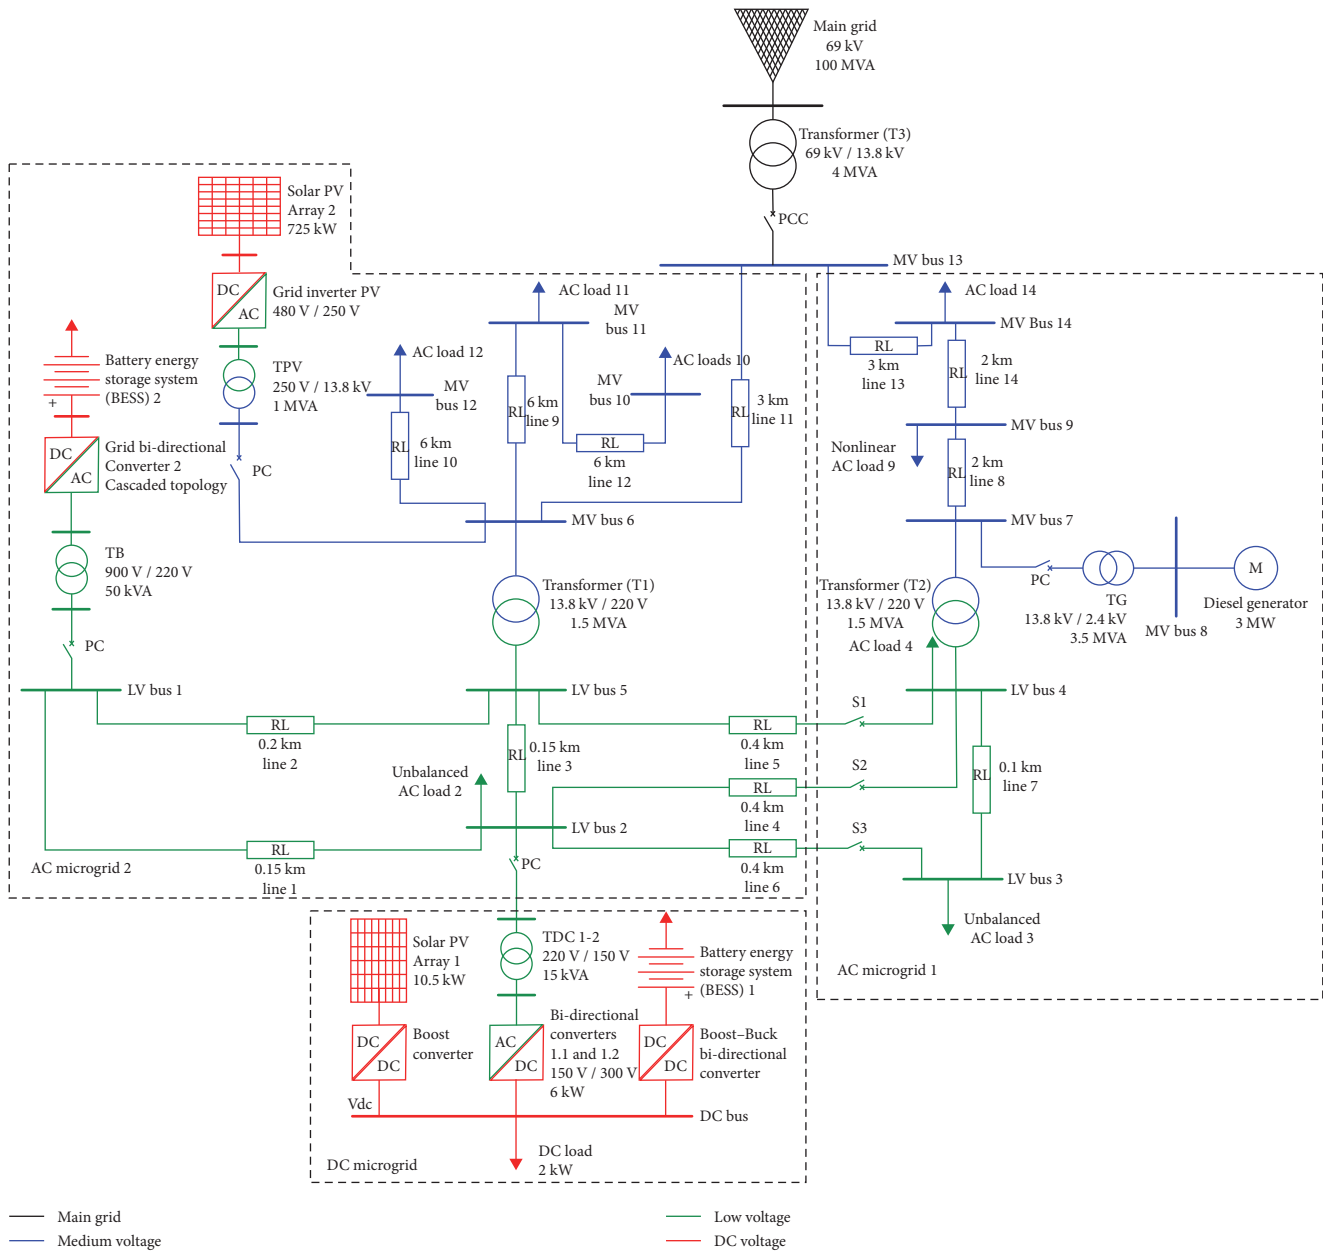 Main grid
69 kV
100 MVA
Transformer (T3)
69 kV / 13.8 kV
4 MVA
PCC
MV bus 13
Solar PV
Array 2
725 kW
DC
AC
Grid inverter PV
480 V / 250 V
TPV
250 V / 13.8 kV
1 MVA
PC
Battery energy
storage system
(BESS) 2
+
DC
AC
Grid bi-directional
Converter 2
Cascaded topology
TB
900 V / 220 V
50 kVA
PC
LV bus 1
AC load 12
MV
bus 12
RL
6 km
line 10
AC load 11
MV
bus 11
RL
6 km
line 9
AC loads 10
MV
bus 10
RL
6 km
line 12
RL
3 km
line 11
MV bus 6
Transformer (T1)
13.8 kV / 220 V
1.5 MVA
LV bus 5
RL
0.2 km
line 2
RL
0.15 km
line 3
Unbalanced
AC load 2
LV bus 2
RL
0.15 km
line 1
AC microgrid 2
PC
RL
0.4 km
line 5
RL
0.4 km
line 4
RL
0.4 km
line 6
S1
S2
S3
AC load 14
MV Bus 14
RL
3 km
line 13
RL
2 km
line 14
MV bus 9
Nonlinear
AC load 9
RL
2 km
line 8
MV bus 7
PC
TG
13.8 kV / 2.4 kV
3.5 MVA
MV bus 8
M
Diesel generator
3 MW
Transformer (T2)
13.8 kV / 220 V
1.5 MVA
AC load 4
LV bus 4
RL
0.1 km
line 7
LV bus 3
Unbalanced
AC load 3
AC microgrid 1
Solar PV
Array 1
10.5 kW
DC
DC
Boost
converter
TDC 1-2
220 V / 150 V
15 kVA
AC
DC
Bi-directional
converters
1.1 and 1.2
150 V / 300 V
6 kW
Battery energy
storage system
(BESS) 1
+
DC
DC
Boost–Buck
bi-directional
converter
Vdc
DC bus
DC load
2 kW
DC microgrid
Main grid
Medium voltage
Low voltage
DC voltage